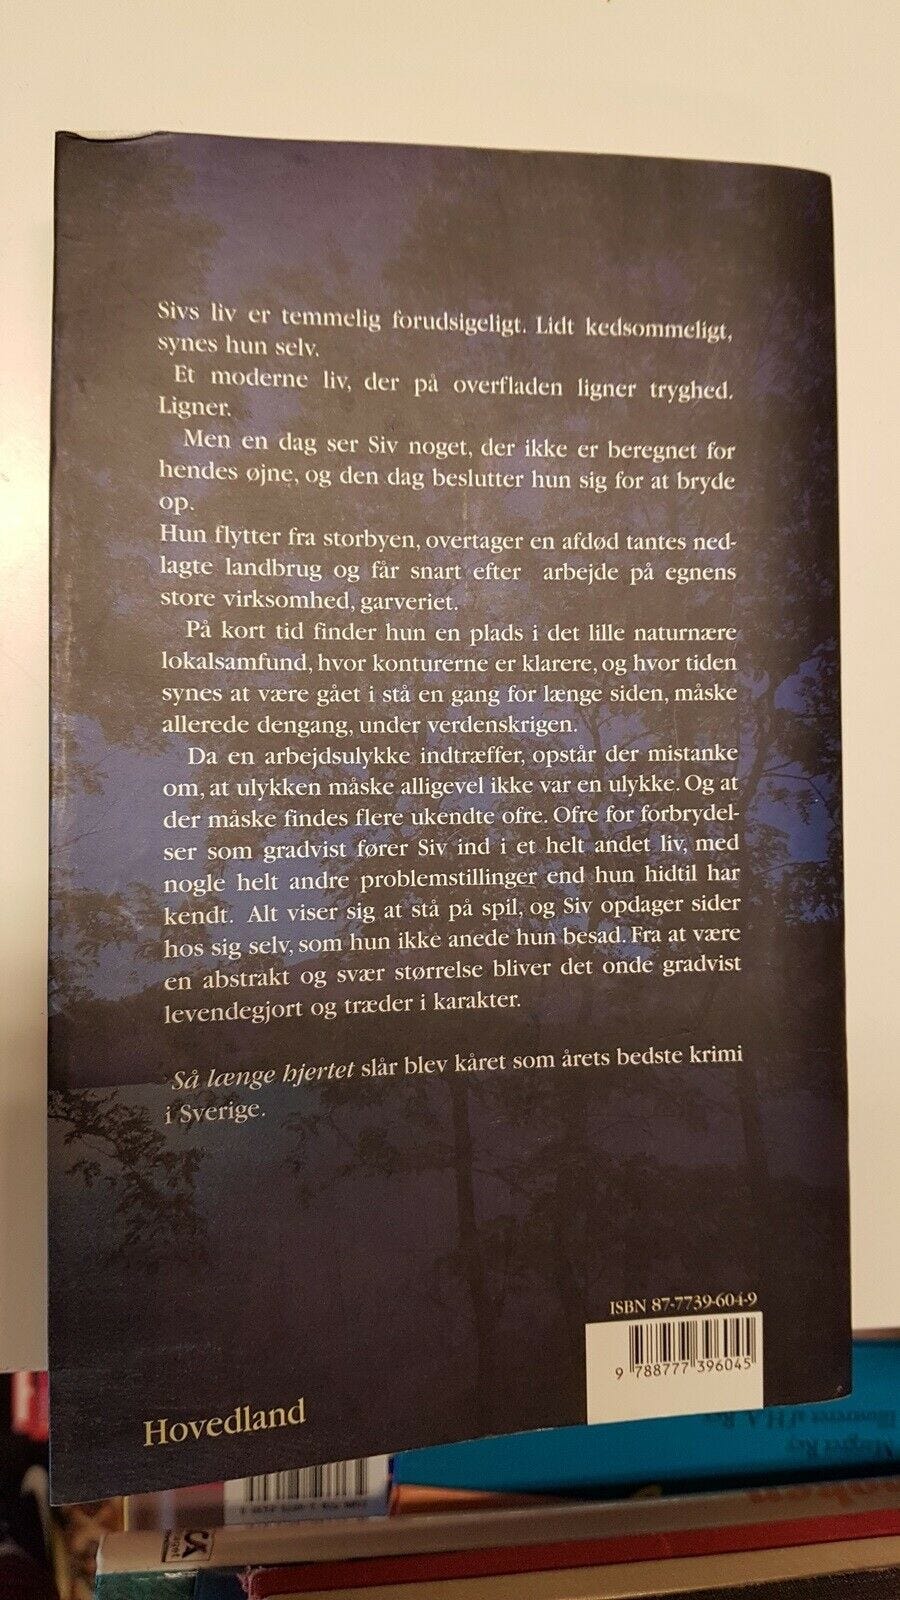 Sivs liv er temmelig forudsigeligt. Lidt kedsommeligt,
synes hun selv.
Et moderne liv, der på overfladen ligner tryghed.
Ligner.
Men en dag ser Siv noget, der ikke er beregnet for
hendes øjne, og den dag beslutter hun sig for at bryde
op.
Hun flytter fra storbyen, overtager en afdød tantes ned-
lagte landbrug og får snart efter arbejde på egnens
store virksomhed, garveriet.
På kort tid finder hun en plads i det lille naturnære
lokalsamfund, hvor konturerne er klarere, og hvor tiden
synes at være gået i stå en gang for længe siden, måske
allerede dengang, under verdenskrigen.
Da en arbejdsulykke indtræffer, opstår der mistanke
om, at ulykken måske alligevel ikke var en ulykke. Og at
der måske findes flere ukendte ofre. Ofre for forbrydel-
ser som gradvist fører Siv ind i et helt andet liv, med
nogle helt andre problemstillinger end hun hidtil har
kendt. Alt viser sig at stå på spil, og Siv opdager sider
hos sig selv, som hun ikke anede hun besad. Fra at være
en abstrakt og svær størrelse bliver det onde gradvist
levendegjort og træder i karakter.
Så længe hjertet slår blev kåret som årets bedste krimi
i Sverige.
ISBN 87-7739-604-9
9 788777 396045
Hovedland
illustreret af H.A. Rey
Margret Rey